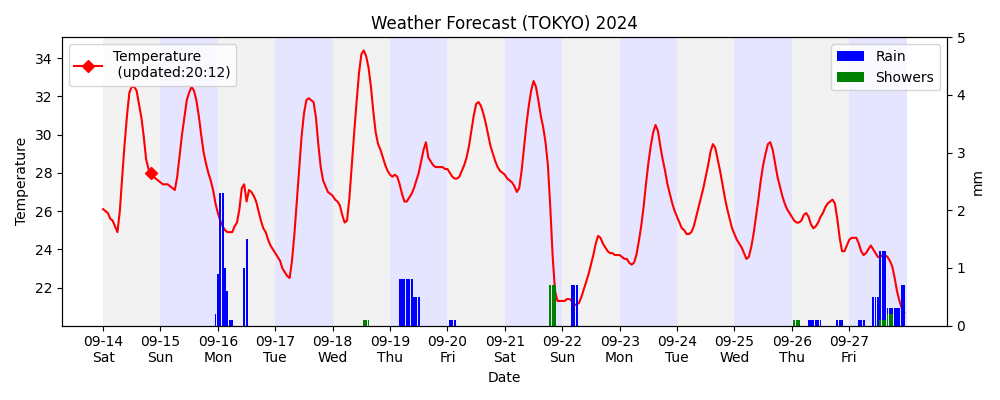 Weather Forecast (TOKYO) 2024
Temperature
(updated:20:12)
Rain
Showers
Temperature
34
32
30
28
26
24
22
5
4
3
2
1
0
mm
09-14 09-15 09-16 09-17 09-18 09-19 09-20 09-21 09-22 09-23 09-24 09-25 09-26 09-27
Sat Sun Mon Tue Wed Thu Fri Sat Sun Mon Tue Wed Thu Fri
Date